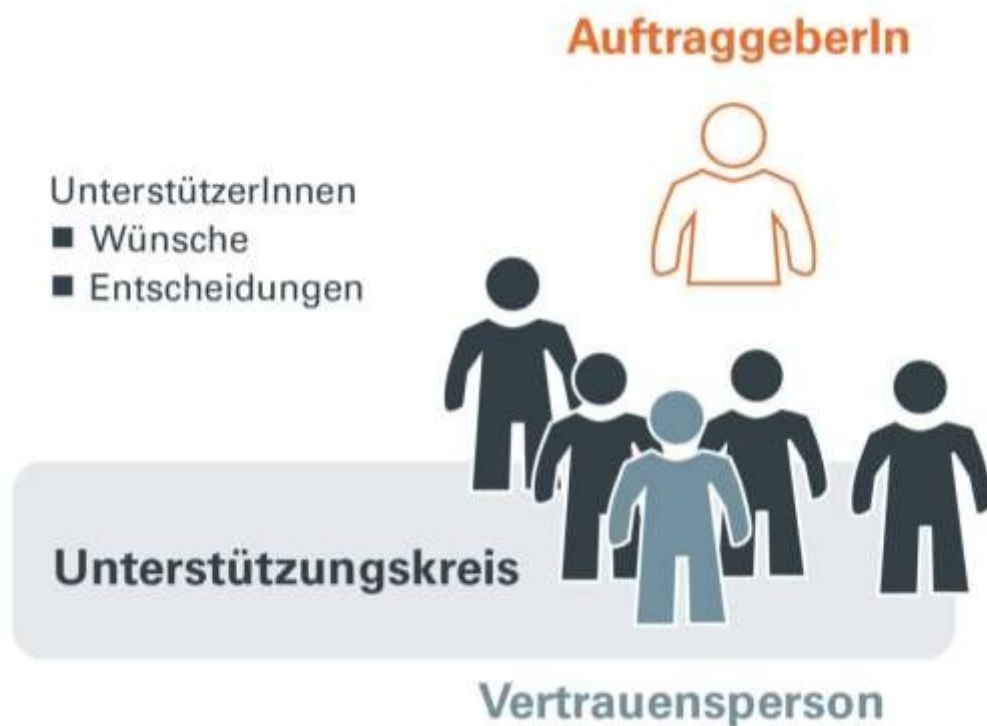 AuftraggeberIn
UnterstützerInnen
■ Wünsche
■ Entscheidungen
Unterstützungskreis
Vertrauensperson